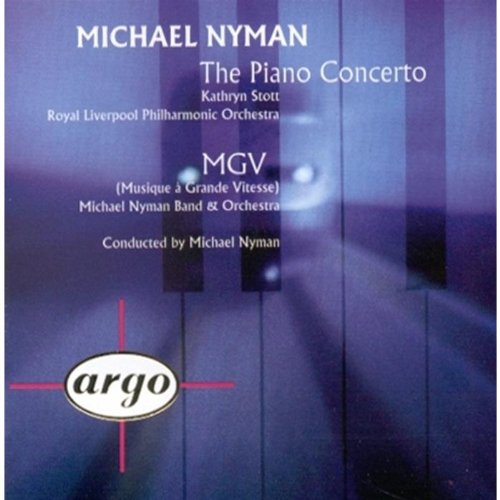 MICHAEL NYMAN
The Piano Concerto
Kathryn Stott
Royal Liverpool Philharmonic Orchestra
MGV
(Musique à Grande Vitesse)
Michael Nyman Band & Orchestra
Conducted by Michael Nyman
argo